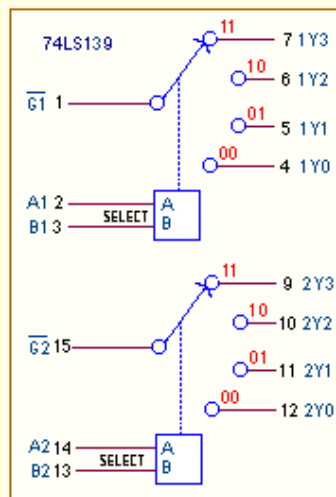 74LS139
11
7 1Y3
10
6 1Y2
G1 1
01
5 1Y1
00
4 1Y0
A1 2
A
SELECT
B1 3
B
11
9 2Y3
10
10 2Y2
G2 15
01
11 2Y1
00
12 2Y0
A2 14
A
SELECT
B2 13
B